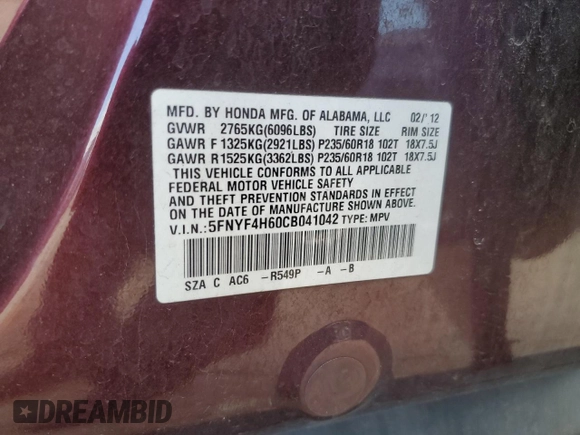 MFD. BY HONDA MFG. OF ALABAMA, LLC 02/'12
GVWR 2765KG(6096LBS) TIRE SIZE RIM SIZE
GAWR F 1325KG(2921LBS) P235/60R18 102T 18X7.5J
GAWR R1525KG(3362LBS) P235/60R18 102T 18X7.5J
THIS VEHICLE CONFORMS TO ALL APPLICABLE
FEDERAL MOTOR VEHICLE SAFETY
AND THEFT PREVENTION STANDARDS IN EFFECT
ON THE DATE OF MANUFACTURE SHOWN ABOVE.
V.I.N.: 5FNYF4H60CB041042 TYPE: MPV
SZA C AC6 -R549P -A -B
DREAMBID